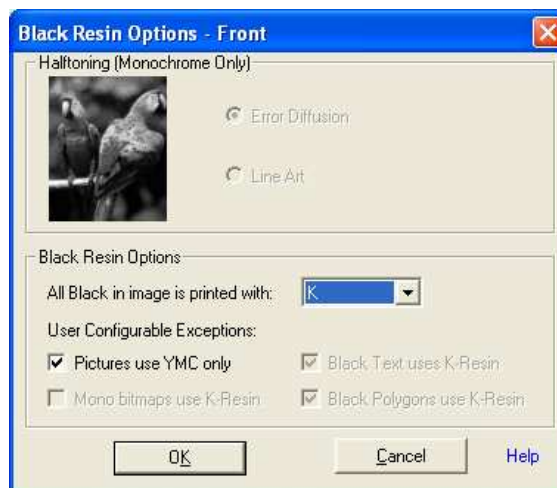 Black Resin Options - Front
Halftoning (Monochrome Only)
Error Diffusion
Line Art
Black Resin Options
All Black in image is printed with: K
User Configurable Exceptions:
Pictures use YMC only Black Text uses K-Resin
Mono bitmaps use K-Resin Black Polygons use K-Resin
OK Cancel Help